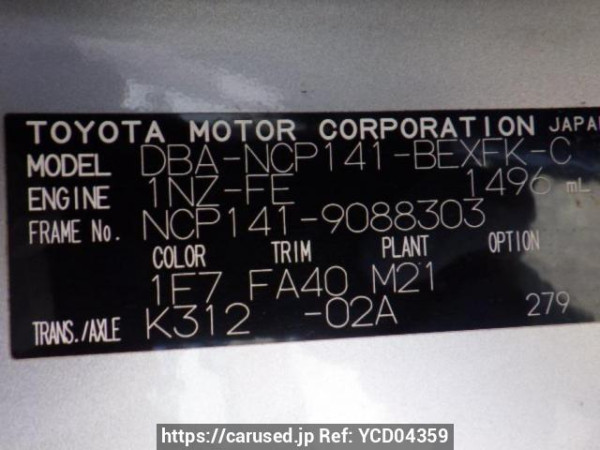 TOYOTA MOTOR CORPORATION JAPAN
MODEL DBA-NCP141-BEXFK-C
ENGINE 1NZ-FE 1496 mL
FRAME No. NCP141-9088303
COLOR TRIM PLANT OPTION
1F7 FA40 M21
TRANS./AXLE K312 -02A 279
https://carused.jp Ref: YCD04359